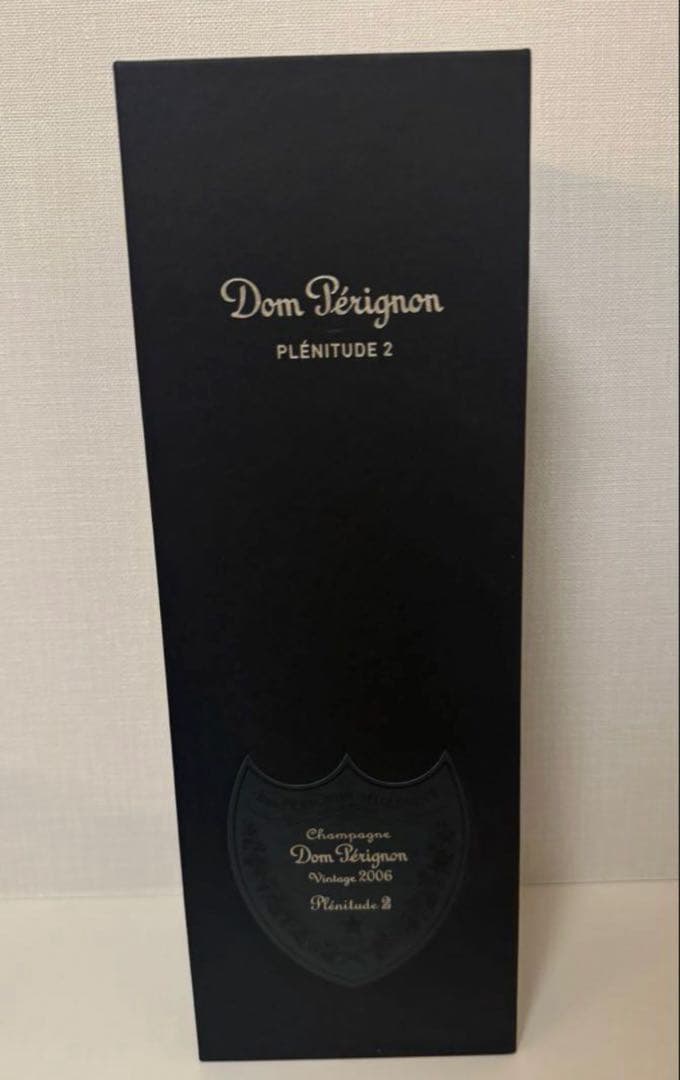 Dom Pérignon
PLÉNITUDE 2
Champagne
Dom Pérignon
Vintage 2006
Plénitude 2